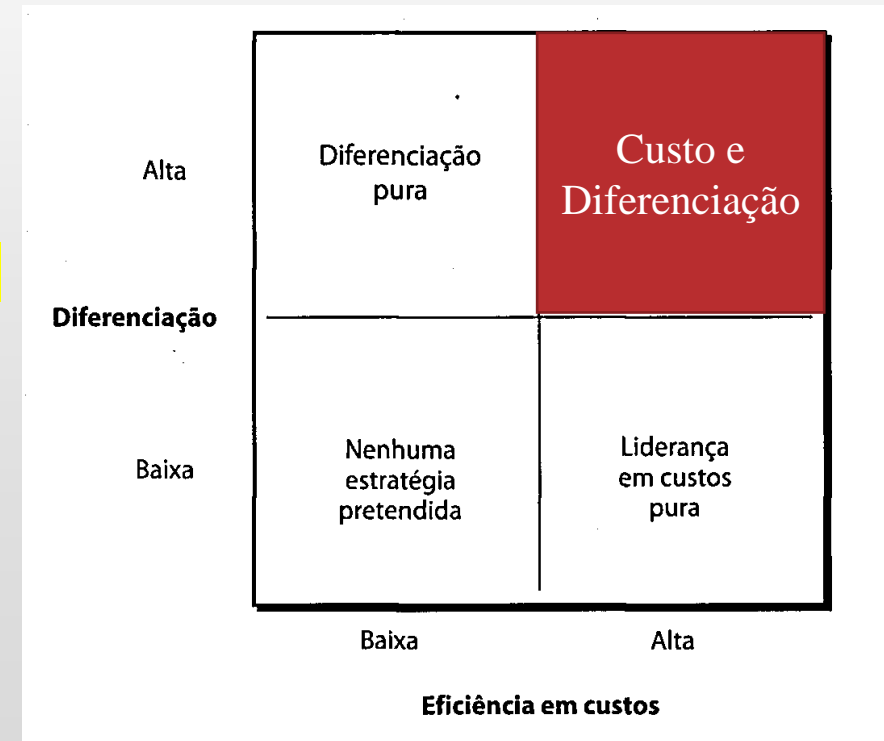 Alta
Diferenciação
pura
Custo e
Diferenciação
Diferenciação
Baixa
Nenhuma
estratégia
pretendida
Liderança
em custos
pura
Baixa
Alta
Eficiência em custos